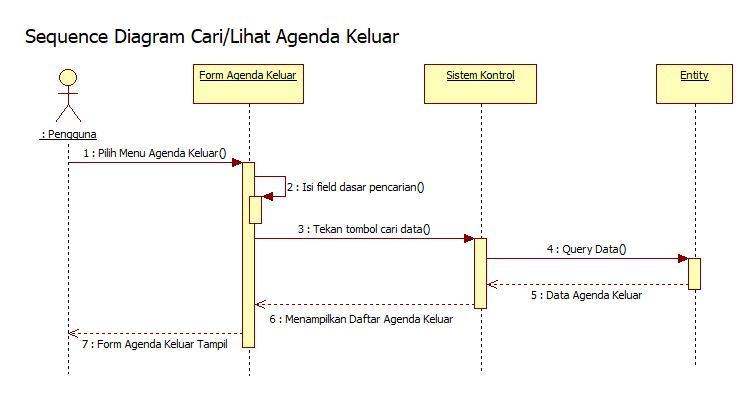 Sequence Diagram Cari/Lihat Agenda Keluar
Form Agenda Keluar
Sistem Kontrol
Entity
: Pengguna
1 : Pilih Menu Agenda Keluar()
2 : Isi field dasar pencarian()
3 : Tekan tombol cari data()
4 : Query Data()
5 : Data Agenda Keluar
6 : Menampilkan Daftar Agenda Keluar
7 : Form Agenda Keluar Tampil